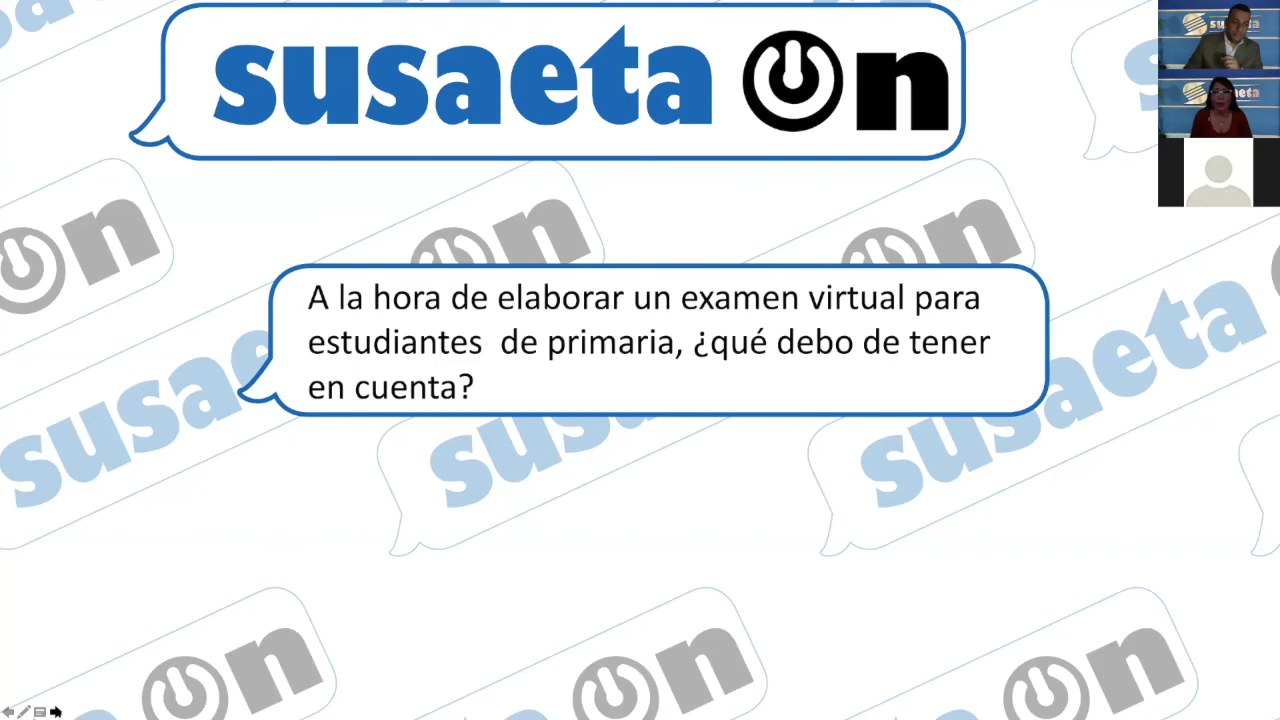 susaeta On
A la hora de elaborar un examen virtual para
estudiantes de primaria, ¿qué debo de tener
en cuenta?